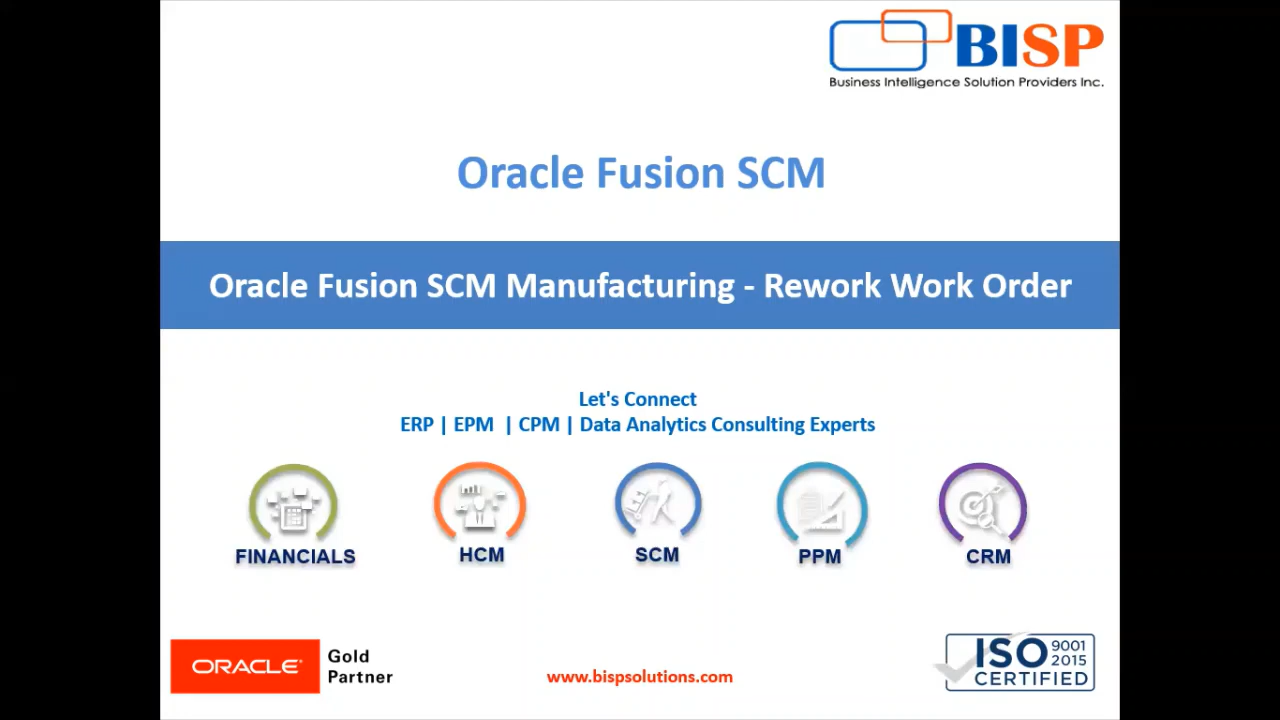 BISP
Business Intelligence Solution Providers Inc.
Oracle Fusion SCM
Oracle Fusion SCM Manufacturing - Rework Work Order
Let's Connect
ERP | EPM | CPM | Data Analytics Consulting Experts
FINANCIALS
HCM
SCM
PPM
CRM
ORACLE
Gold
Partner
www.bispsolutions.com
ISO 9001
2015
CERTIFIED